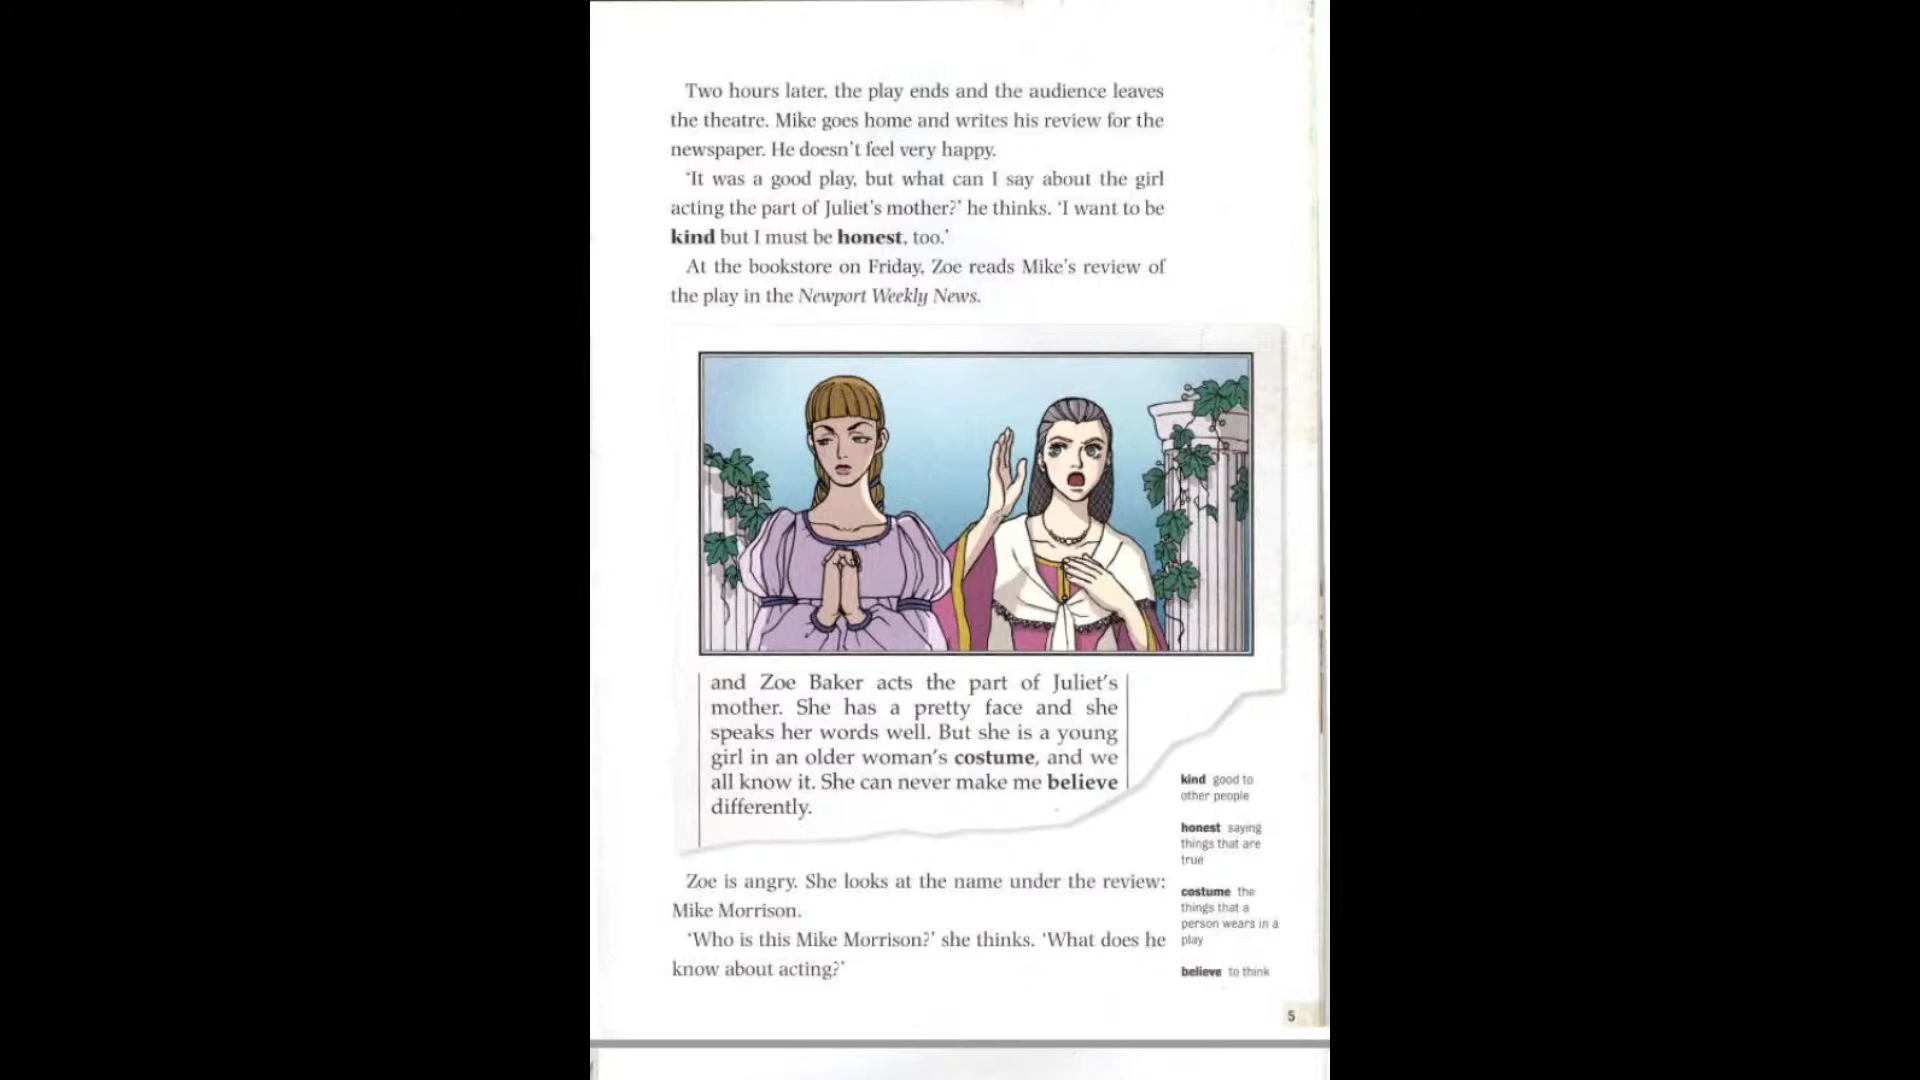 Two hours later, the play ends and the audience leaves
the theatre. Mike goes home and writes his review for the
newspaper. He doesn't feel very happy.
'It was a good play, but what can I say about the girl
acting the part of Juliet's mother?' he thinks. 'I want to be
kind but I must be honest, too.'
At the bookstore on Friday, Zoe reads Mike's review of
the play in the Newport Weekly News.
and Zoe Baker acts the part of Juliet's
mother. She has a pretty face and she
speaks her words well. But she is a young
girl in an older woman's costume, and we
all know it. She can never make me believe
differently.
Zoe is angry. She looks at the name under the review:
Mike Morrison.
'Who is this Mike Morrison?' she thinks. 'What does he
know about acting?'
kind good to
other people
honest saying
things that are
true
costume the
things that a
person wears in a
play
believe to think
5